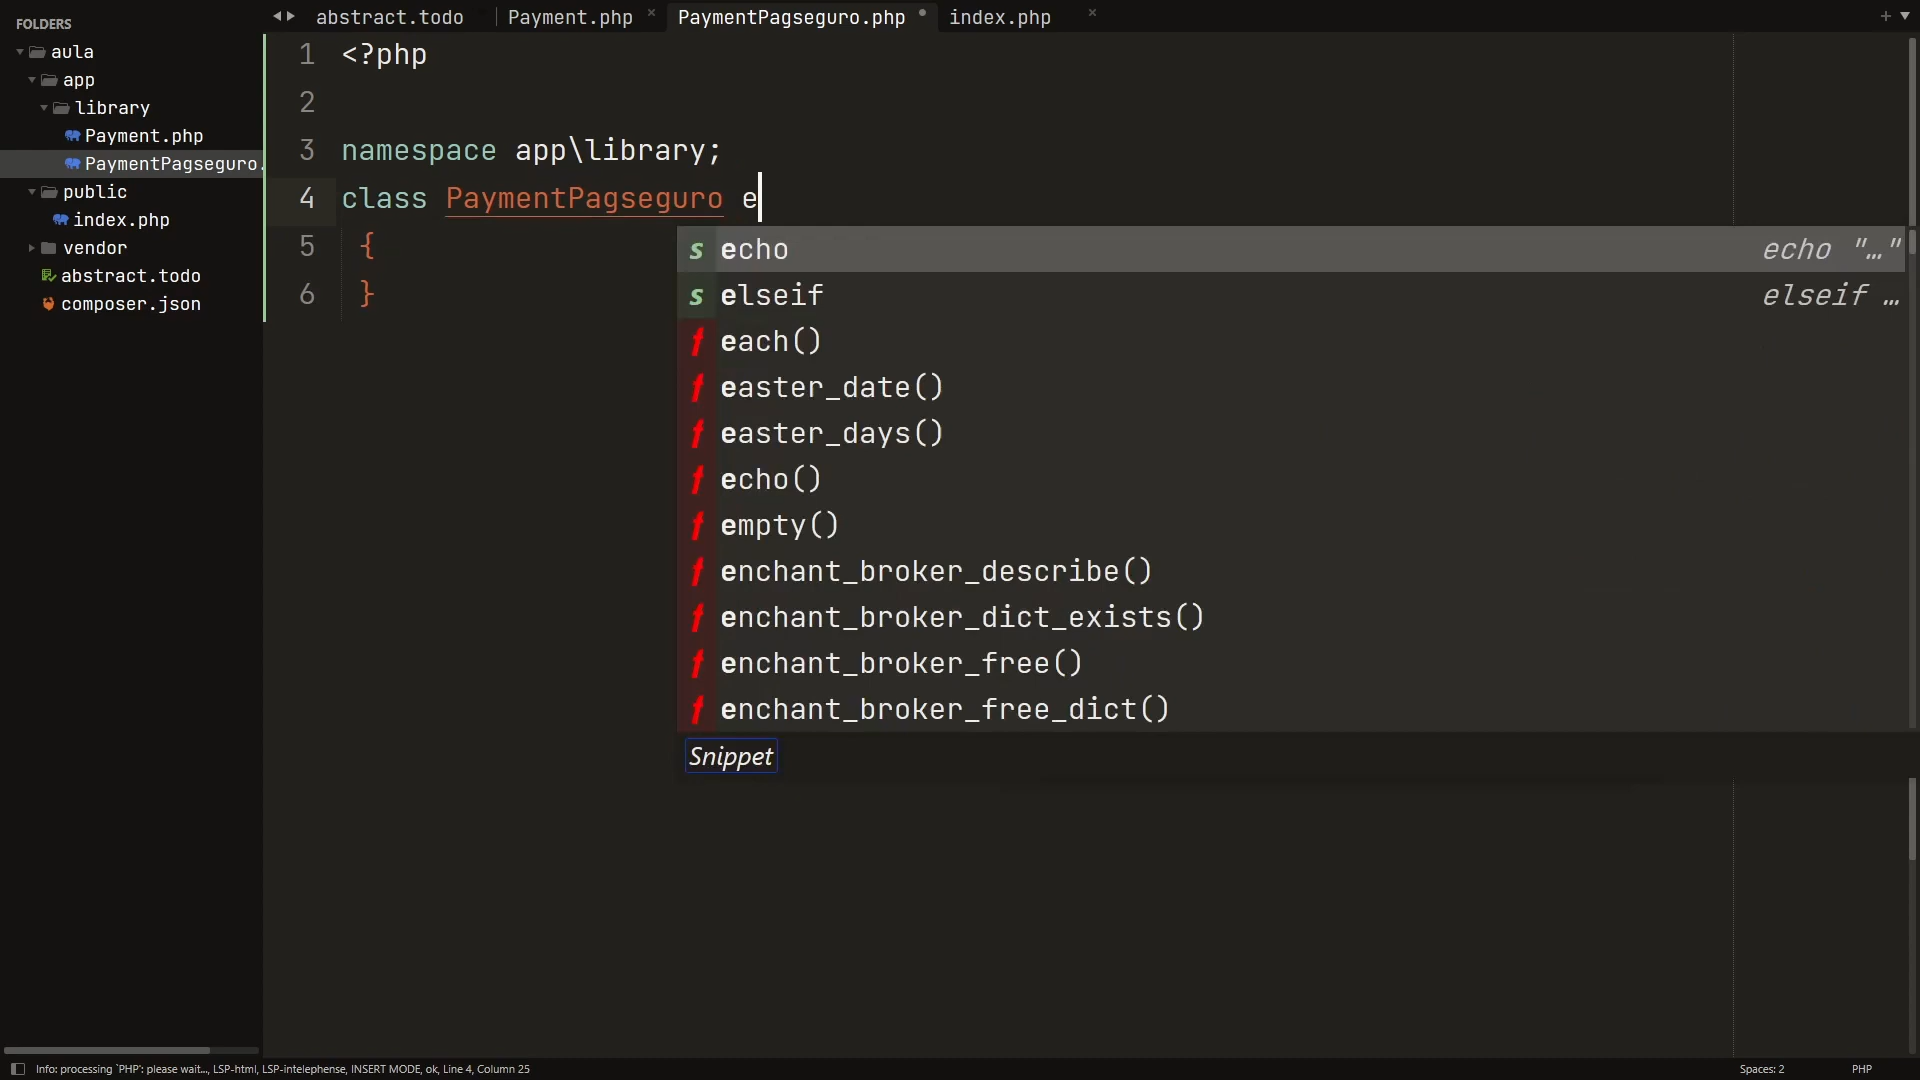 FOLDERS
aula
app
library
Payment.php
PaymentPagseguro.
public
index.php
vendor
abstract.todo
composer.json
abstract.todo
Payment.php ×
PaymentPagseguro.php •
index.php ×
+
1 <?php
2
3 namespace app\library;
4 class PaymentPagseguro e
5 {
6 }
s echo echo "…"
s elseif elseif …
f each()
f easter_date()
f easter_days()
f echo()
f empty()
f enchant_broker_describe()
f enchant_broker_dict_exists()
f enchant_broker_free()
f enchant_broker_free_dict()
Snippet
Info: processing `PHP': please wait..., LSP-html, LSP-intelephense, INSERT MODE, ok, Line 4, Column 25
Spaces: 2
PHP